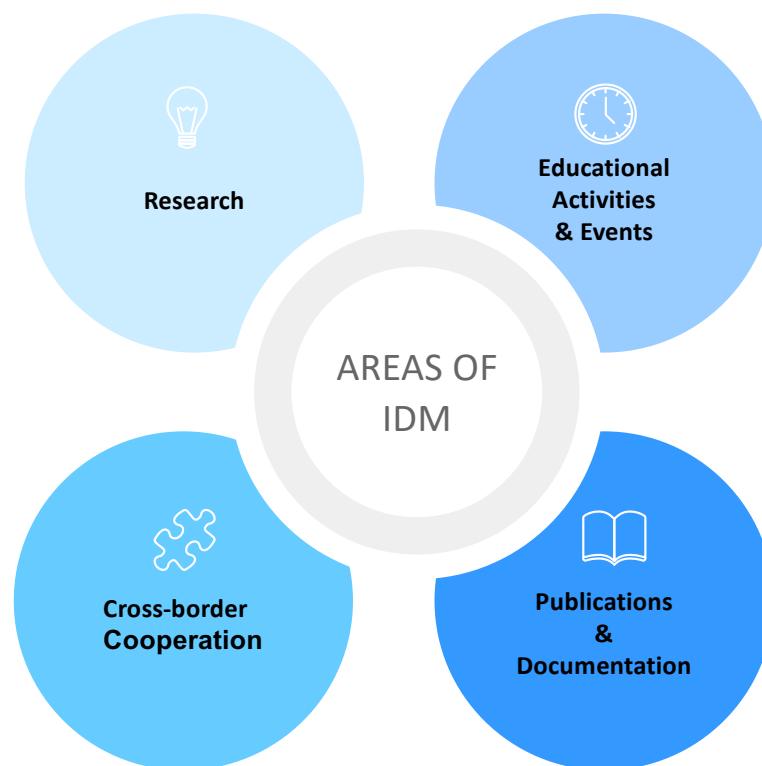 Research
Educational
Activities
& Events
AREAS OF
IDM
Cross-border
Cooperation
Publications
&
Documentation